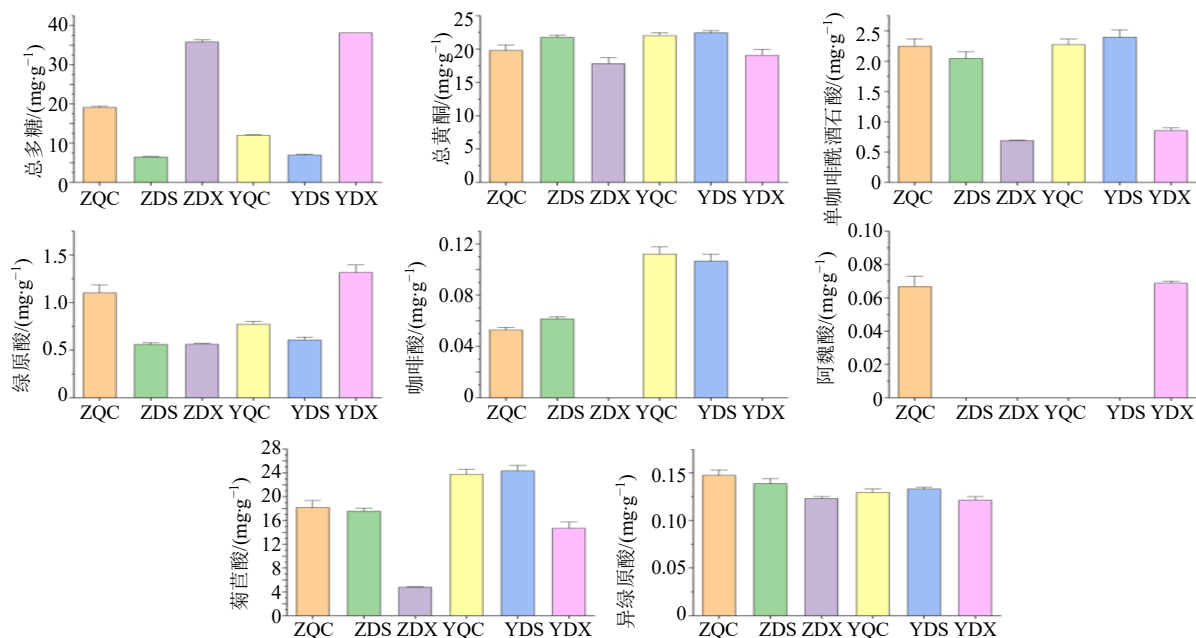 总多糖/(mg·g⁻¹)
40
30
20
10
0
ZQC ZDS ZDX YQC YDS YDX
总黄酮/(mg·g⁻¹)
25
20
15
10
5
0
ZQC ZDS ZDX YQC YDS YDX
单咖啡酰酒石酸/(mg·g⁻¹)
2.5
2.0
1.5
1.0
0.5
0
ZQC ZDS ZDX YQC YDS YDX
绿原酸/(mg·g⁻¹)
1.5
1.0
0.5
0
ZQC ZDS ZDX YQC YDS YDX
咖啡酸/(mg·g⁻¹)
0.12
0.08
0.04
0
ZQC ZDS ZDX YQC YDS YDX
阿魏酸/(mg·g⁻¹)
0.10
0.08
0.06
0.04
0.02
0
ZQC ZDS ZDX YQC YDS YDX
菊苣酸/(mg·g⁻¹)
28
24
20
16
12
8
4
0
ZQC ZDS ZDX YQC YDS YDX
异绿原酸/(mg·g⁻¹)
0.15
0.10
0.05
0
ZQC ZDS ZDX YQC YDS YDX